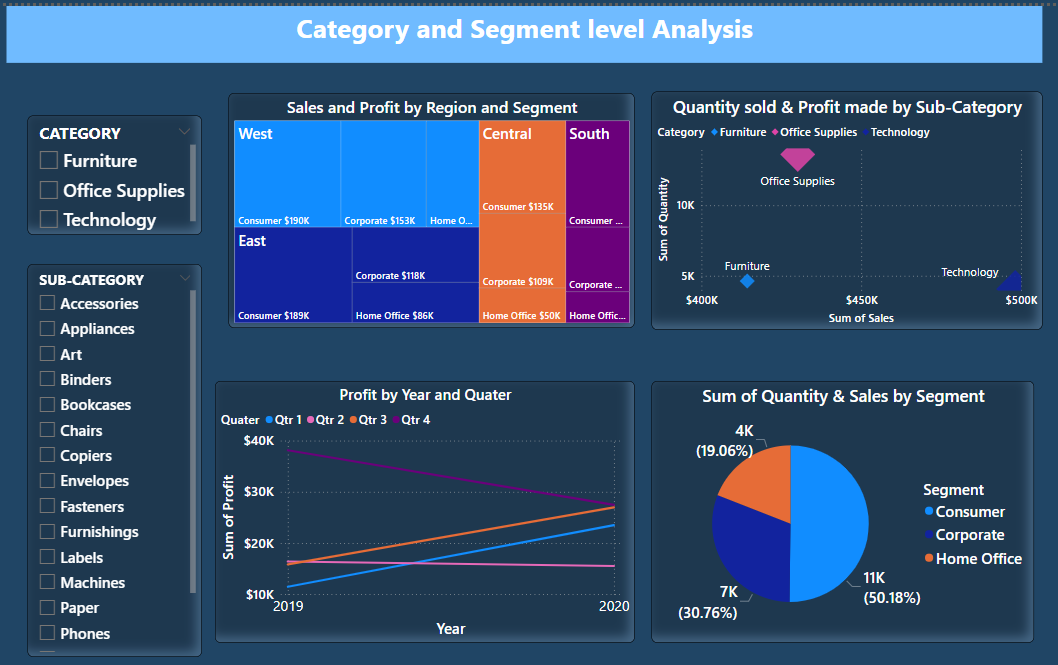 Category and Segment level Analysis
CATEGORY
Furniture
Office Supplies
Technology
SUB-CATEGORY
Accessories
Appliances
Art
Binders
Bookcases
Chairs
Copiers
Envelopes
Fasteners
Furnishings
Labels
Machines
Paper
Phones
Sales and Profit by Region and Segment
West
Consumer $190K
Corporate $153K
Home O...
East
Consumer $189K
Corporate $118K
Home Office $86K
Central
Consumer $135K
Corporate $109K
Home Office $50K
South
Consumer ...
Corporate ...
Home Offic...
Quantity sold & Profit made by Sub-Category
Category Furniture Office Supplies Technology
Sum of Quantity
10K
5K
Office Supplies
Furniture
Technology
$400K $450K $500K
Sum of Sales
Profit by Year and Quater
Quater Qtr 1 Qtr 2 Qtr 3 Qtr 4
Sum of Profit
$40K
$30K
$20K
$10K
2019 2020
Year
Sum of Quantity & Sales by Segment
4K
(19.06%)
7K
(30.76%)
11K
(50.18%)
Segment
Consumer
Corporate
Home Office